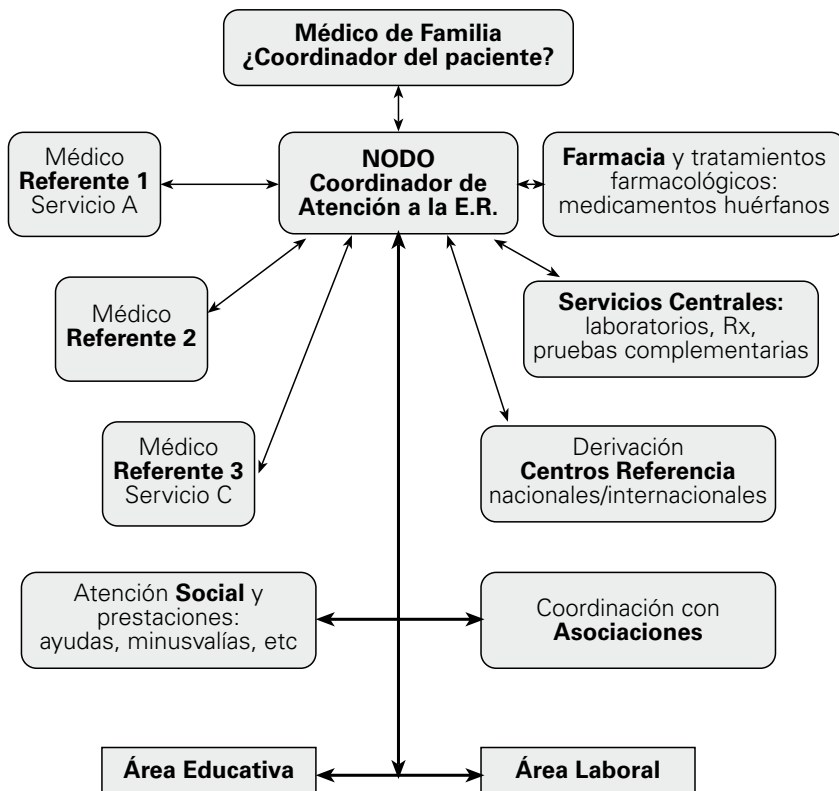 Médico de Familia
¿Coordinador del paciente?
Médico
Referente 1
Servicio A
NODO
Coordinador de
Atención a la E.R.
Farmacia y tratamientos
farmacológicos:
medicamentos huérfanos
Médico
Referente 2
Servicios Centrales:
laboratorios, Rx,
pruebas complementarias
Médico
Referente 3
Servicio C
Derivación
Centros Referencia
nacionales/internacionales
Atención Social y
prestaciones:
ayudas, minusvalías, etc
Coordinación con
Asociaciones
Área Educativa
Área Laboral